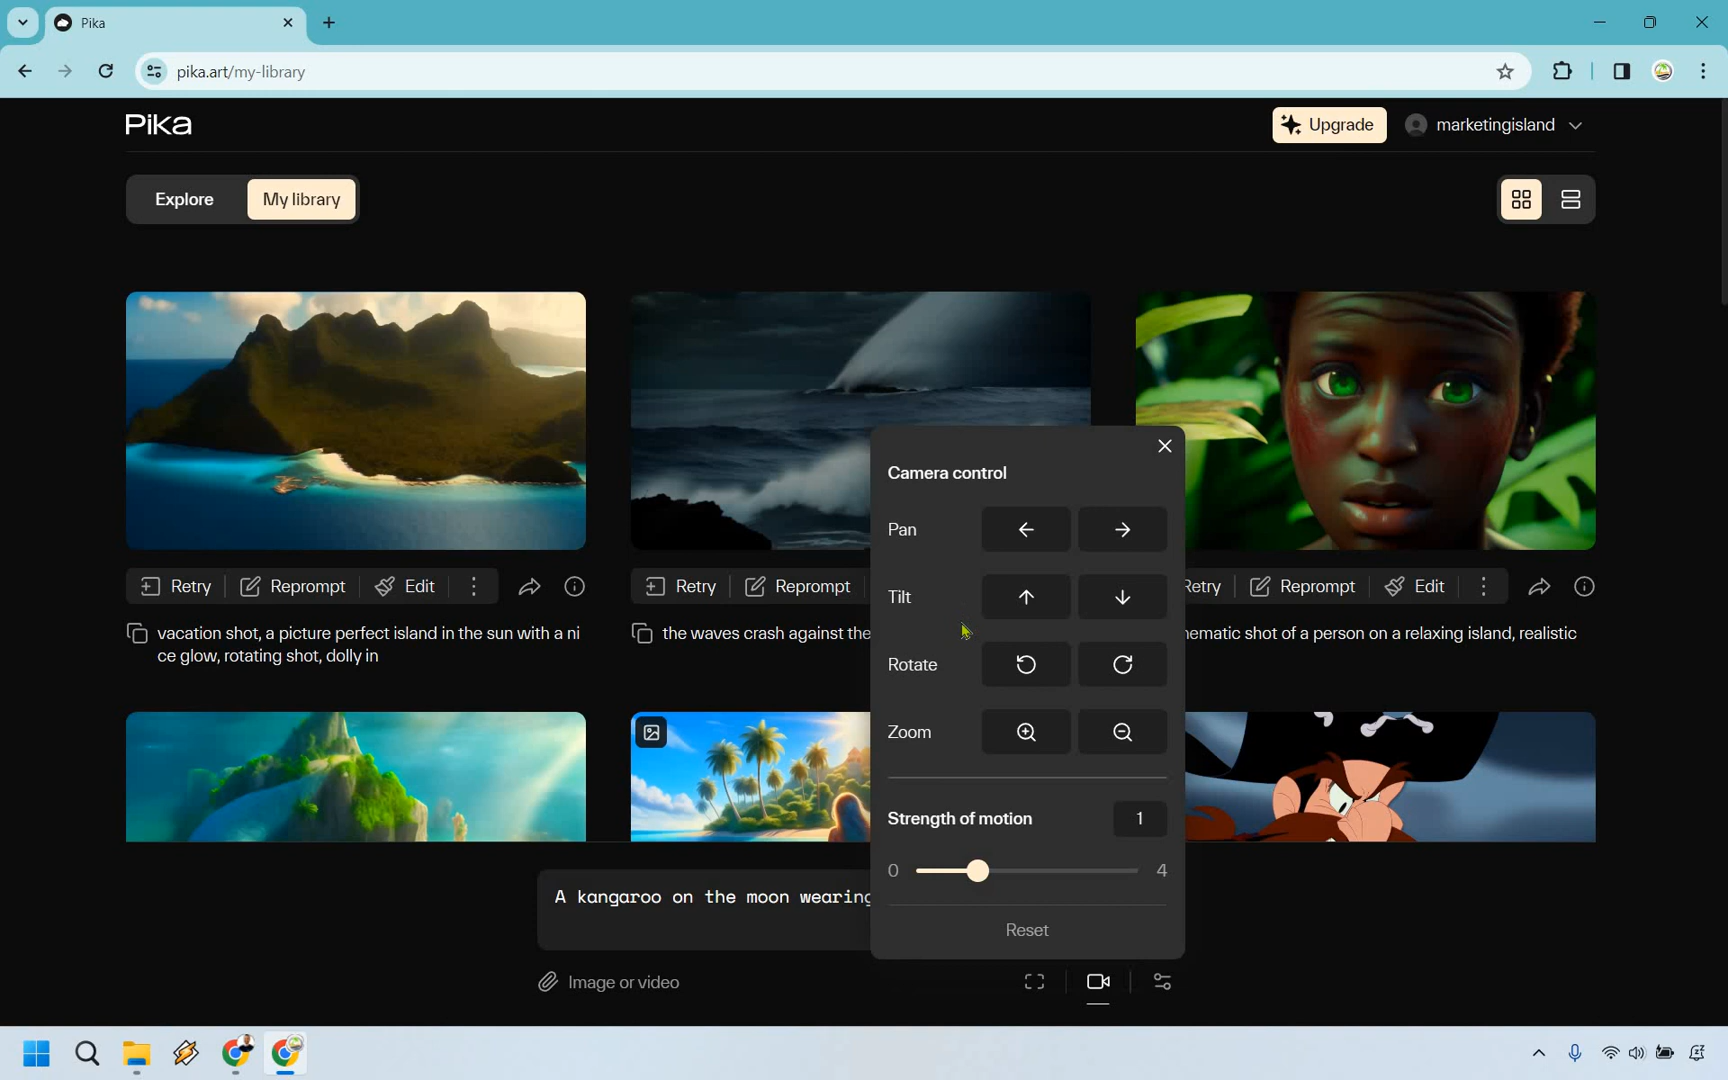 Pika
pika.art/my-library
Pika
Upgrade
marketingisland
Explore
My library
Retry
Reprompt
Edit
Retry
Reprompt
etry
Reprompt
Edit
vacation shot, a picture perfect island in the sun with a ni
ce glow, rotating shot, dolly in
the waves crash against the
nematic shot of a person on a relaxing island, realistic
Camera control
Pan
Tilt
Rotate
Zoom
Strength of motion
1
0
4
Reset
A kangaroo on the moon wearing
Image or video